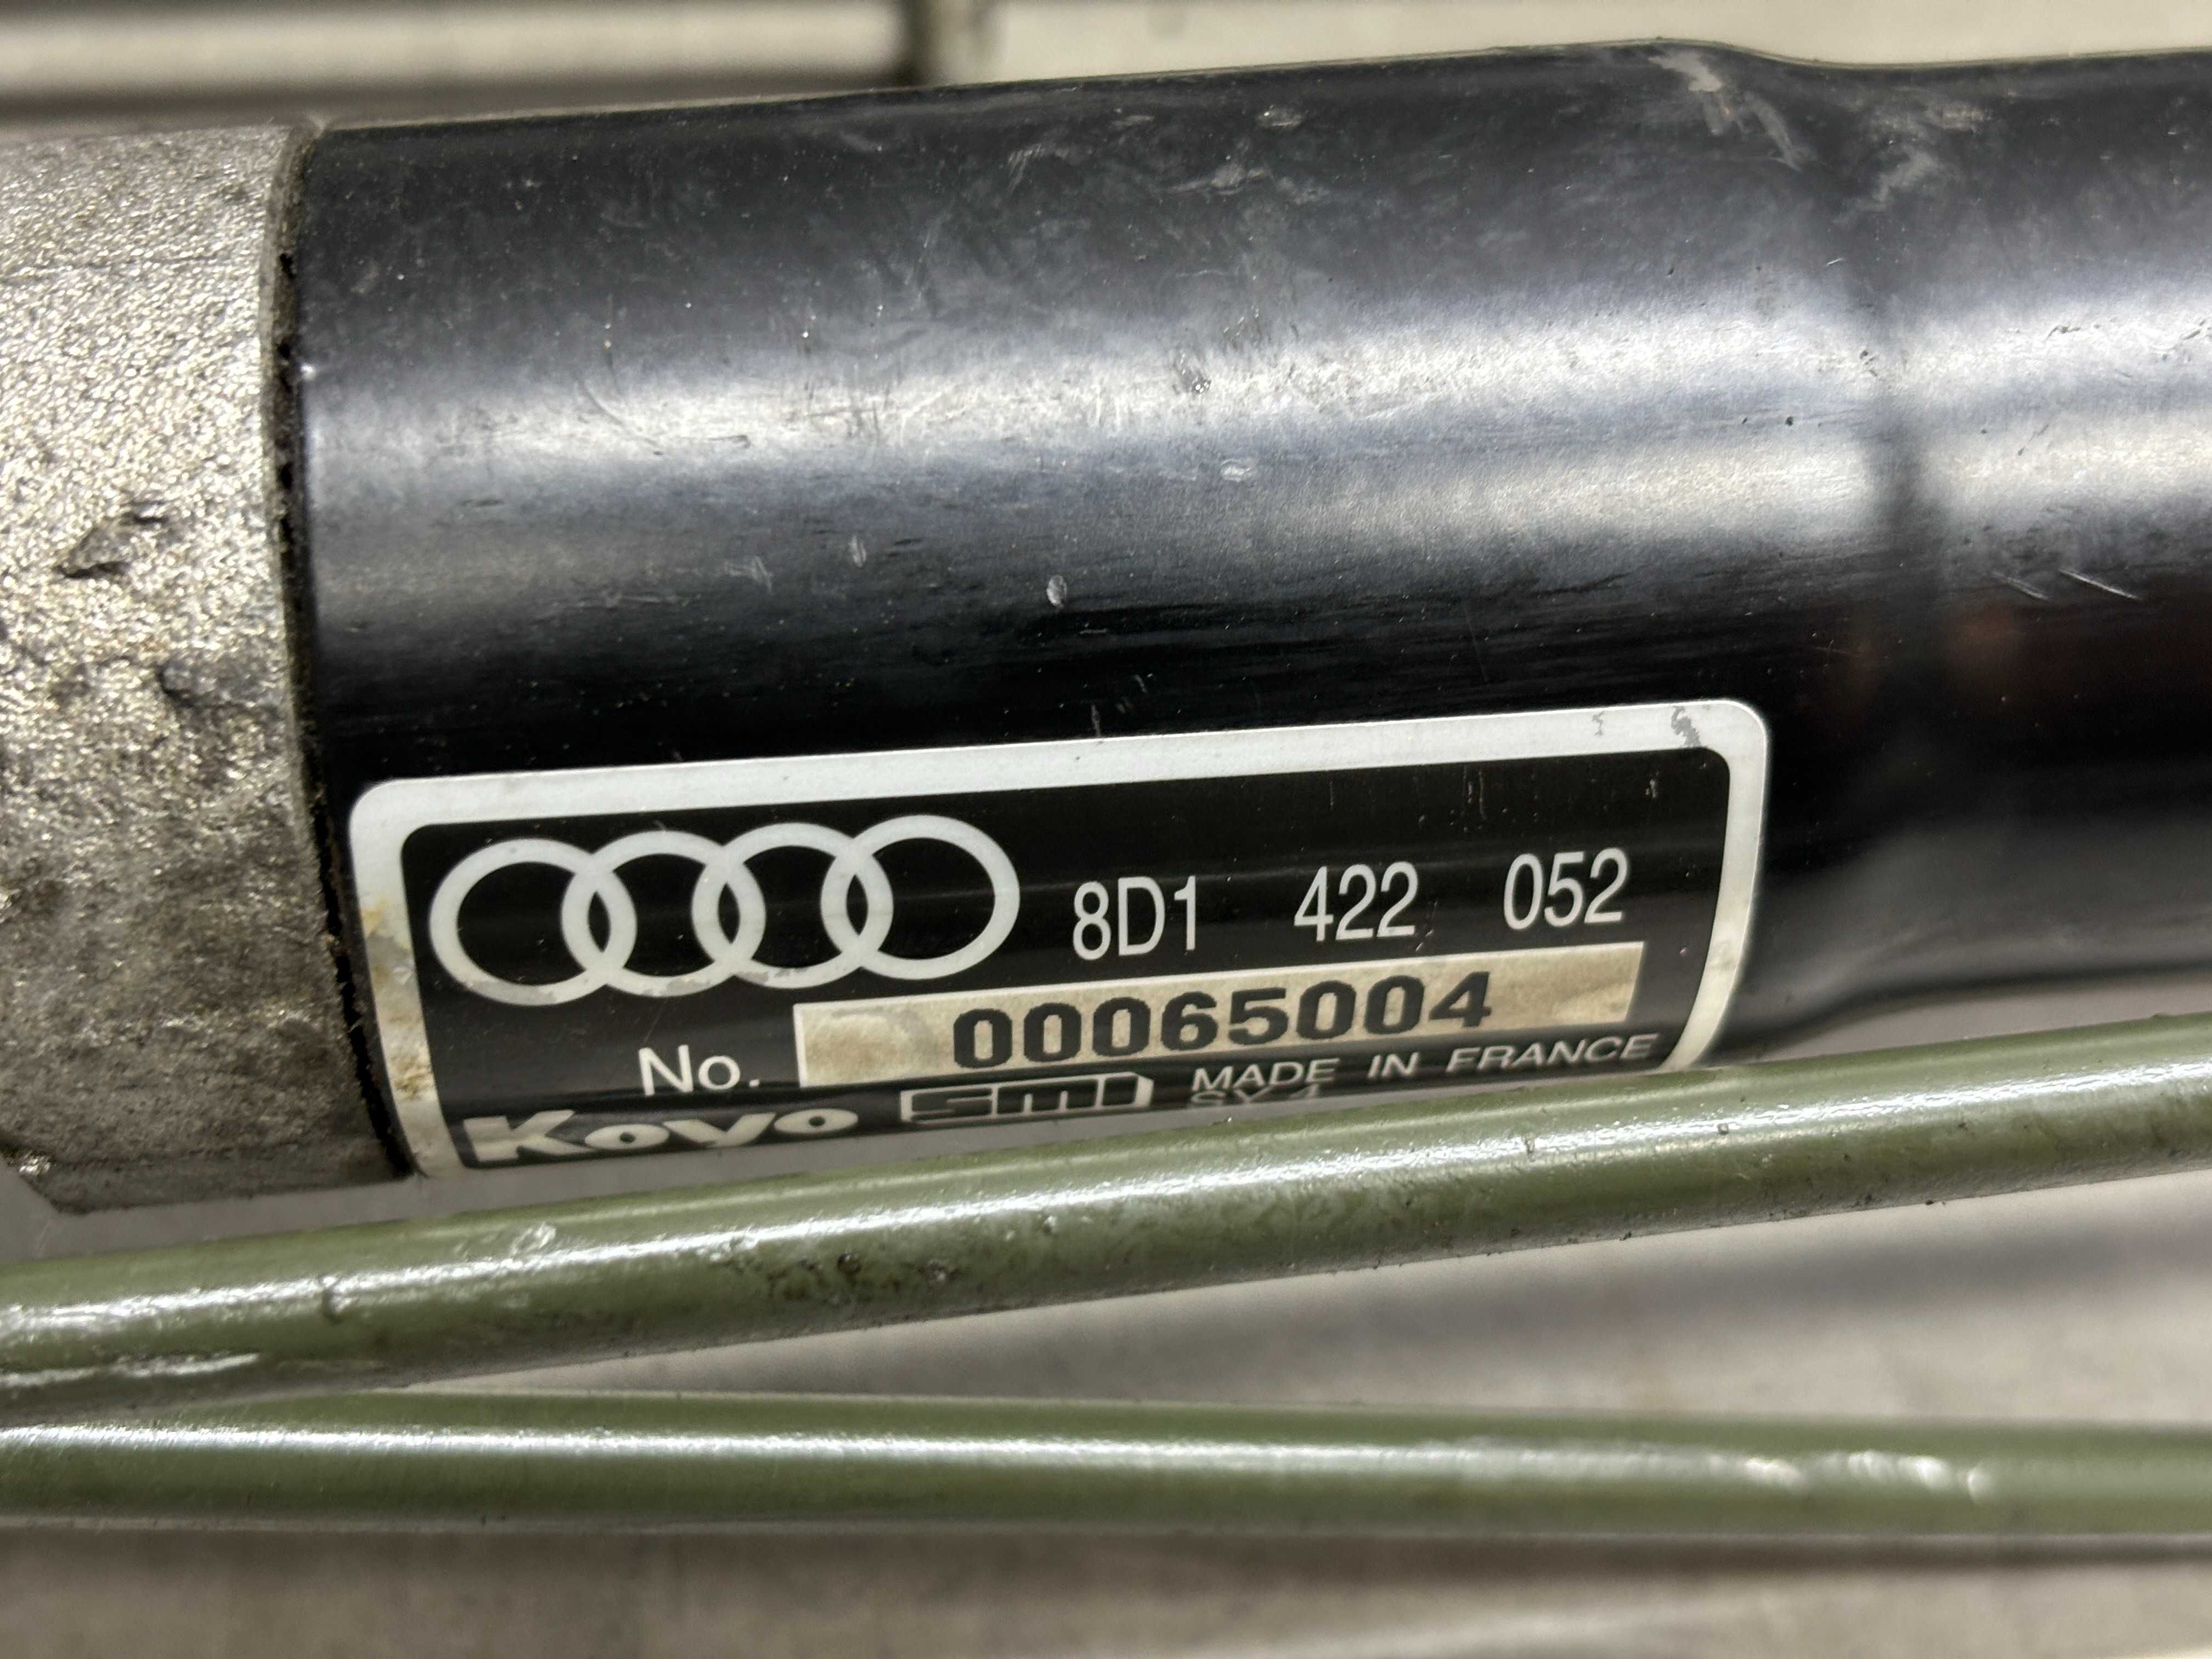 8D1 422 052
No. 00065004
Koyo SMI MADE IN FRANCE